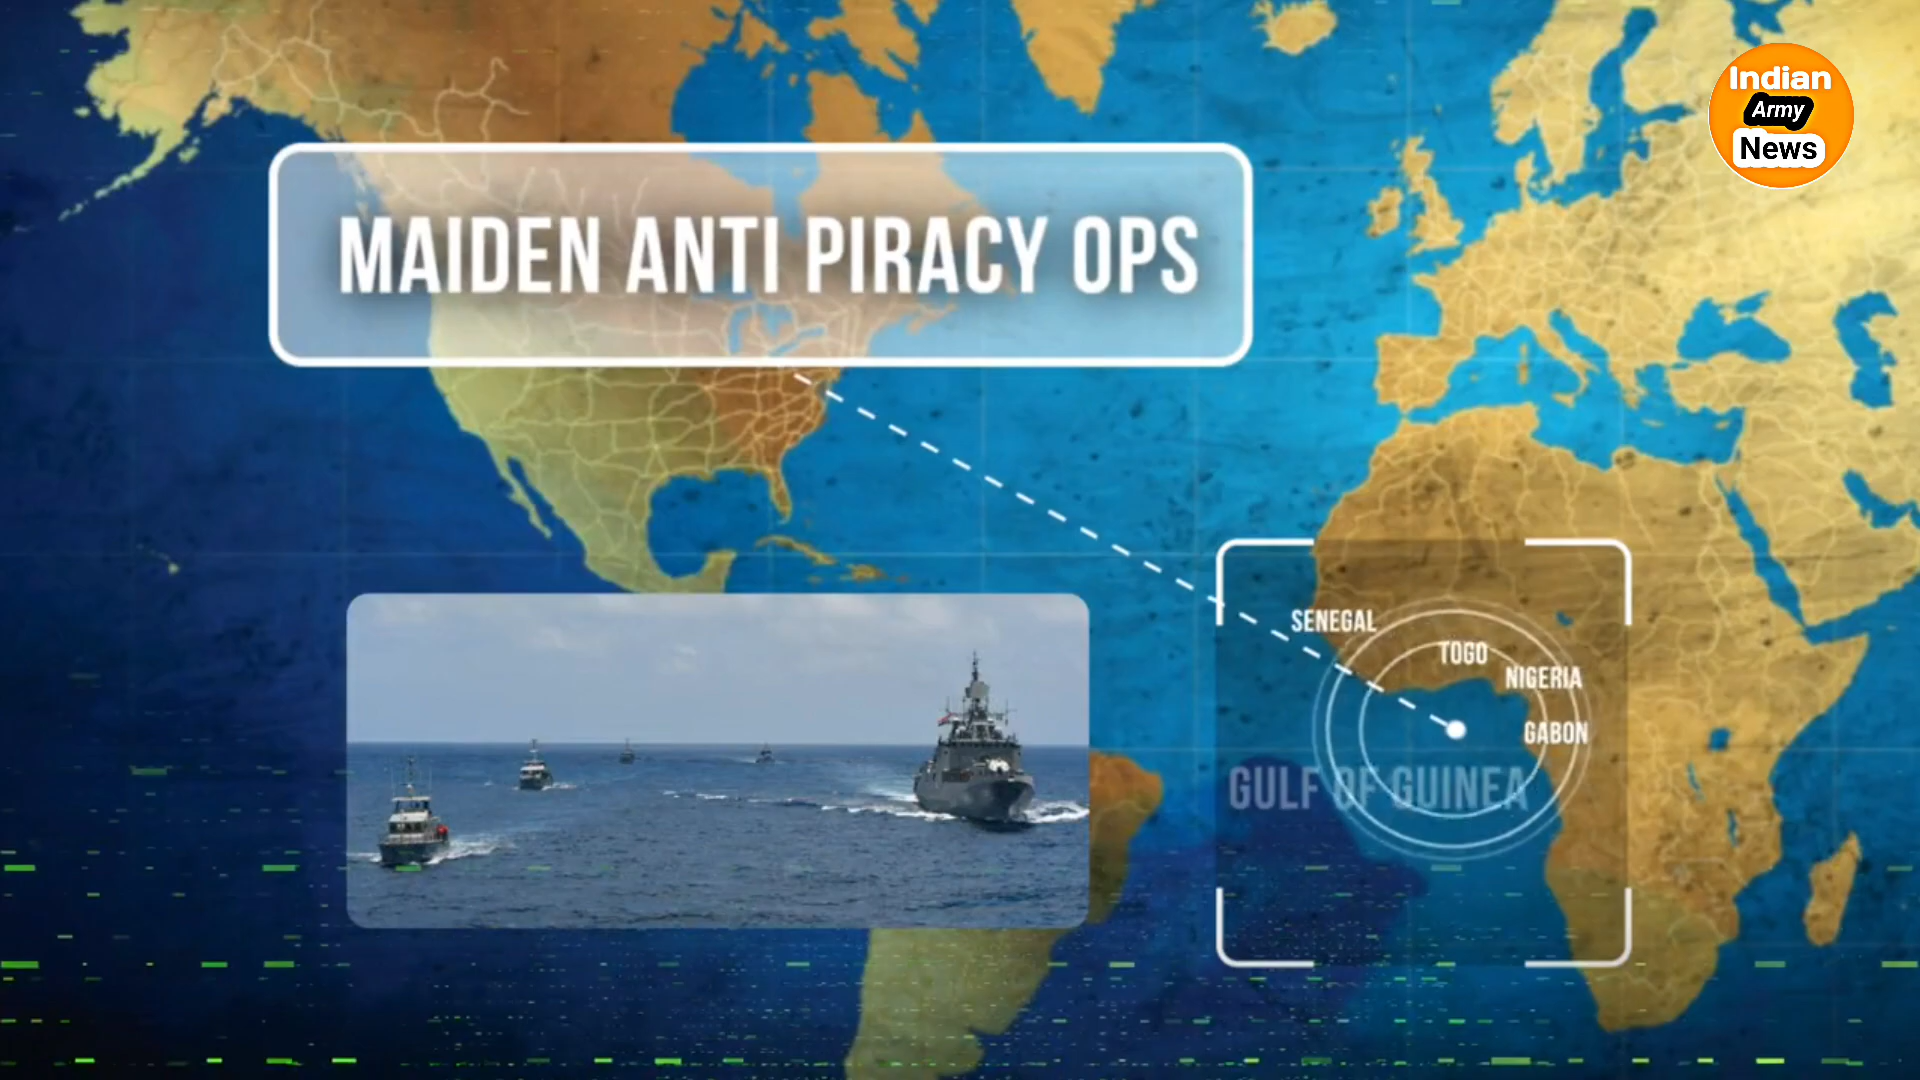 Indian
Army
News
MAIDEN ANTI PIRACY OPS
SENEGAL
TOGO
NIGERIA
GABON
GULF OF GUINEA